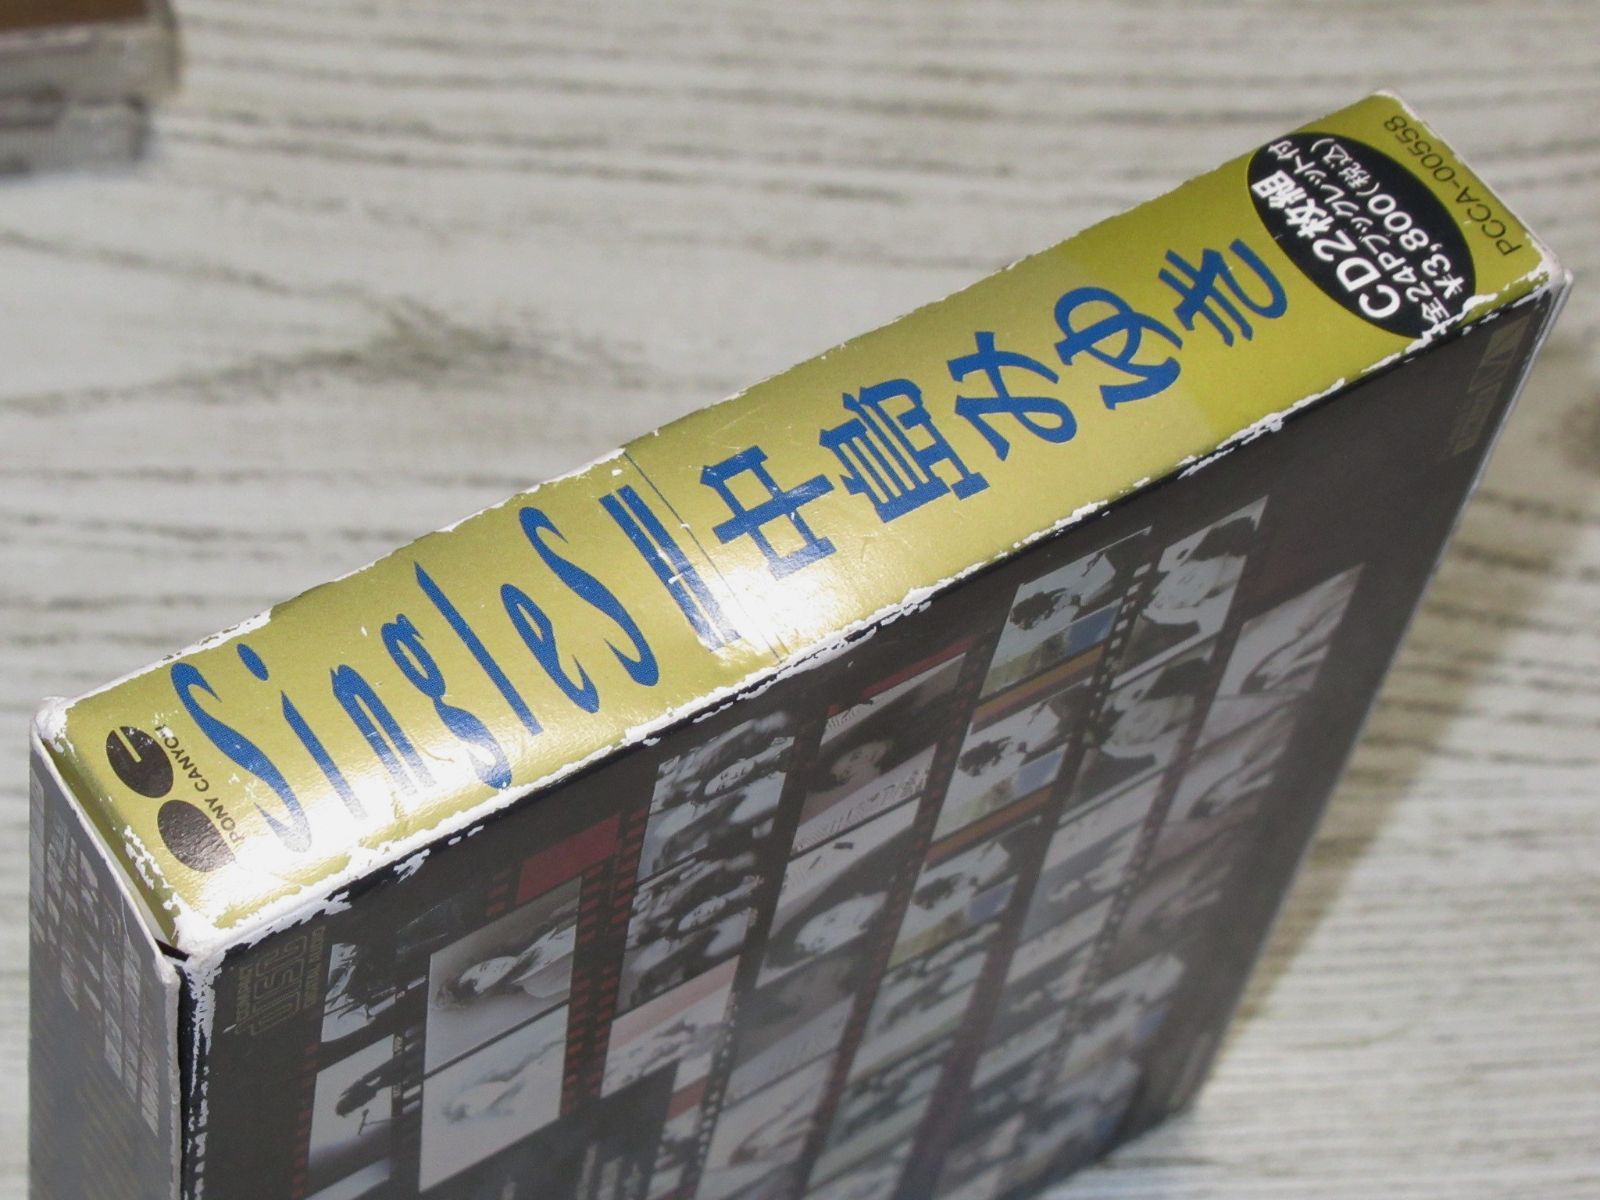 PONY CANYON
Singles II
中島みゆき
CD2枚組
全24Pブックレット付
¥3,800(税込)
PCCA-00558